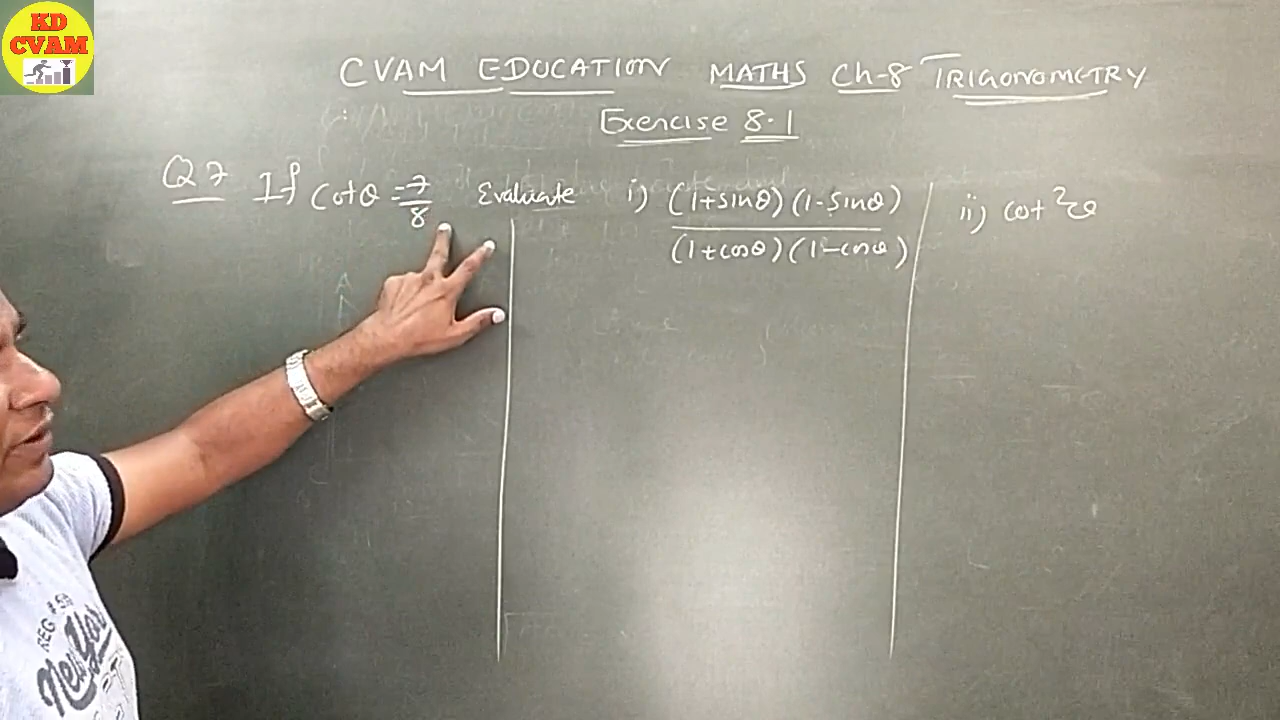 KD
CVAM
CVAM EDUCATION MATHS Ch-8 TRIGONOMETRY
Exercise 8.1
Q7 If cotθ = 7/8 Evaluate i) (1+sinθ)(1-sinθ) / (1+cosθ)(1-cosθ) ii) cot²θ
A
REG #
New Yo